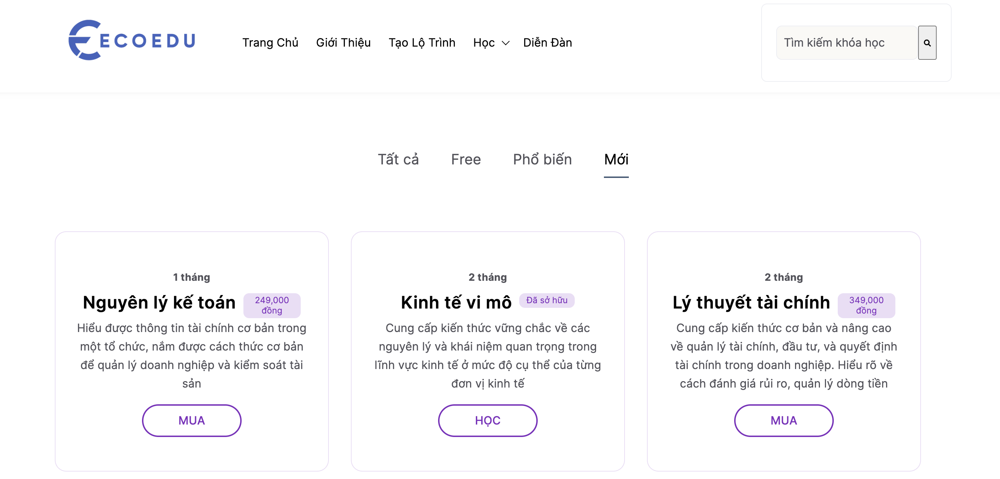 ECOEDU
Trang Chủ
Giới Thiệu
Tạo Lộ Trình
Học
Diễn Đàn
Tìm kiếm khóa học
Tất cả
Free
Phổ biến
Mới
1 tháng
Nguyên lý kế toán
249,000
đồng
Hiểu được thông tin tài chính cơ bản trong
một tổ chức, nắm được cách thức cơ bản
để quản lý doanh nghiệp và kiểm soát tài
sản
MUA
2 tháng
Kinh tế vi mô
Đã sở hữu
Cung cấp kiến thức vững chắc về các
nguyên lý và khái niệm quan trọng trong
lĩnh vực kinh tế ở mức độ cụ thể của từng
đơn vị kinh tế
HỌC
2 tháng
Lý thuyết tài chính
349,000
đồng
Cung cấp kiến thức cơ bản và nâng cao
về quản lý tài chính, đầu tư, và quyết định
tài chính trong doanh nghiệp. Hiểu rõ về
cách đánh giá rủi ro, quản lý dòng tiền
MUA